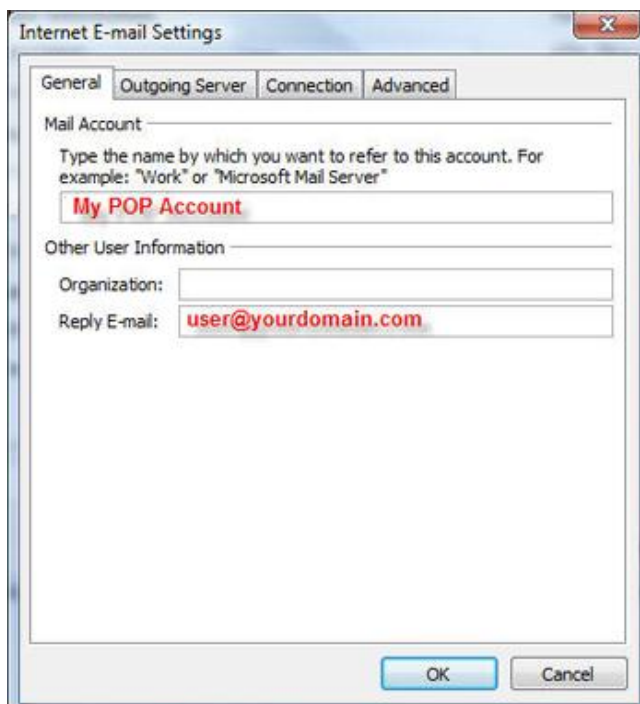 Internet E-mail Settings
General Outgoing Server Connection Advanced
Mail Account
Type the name by which you want to refer to this account. For
example: "Work" or "Microsoft Mail Server"
My POP Account
Other User Information
Organization:
Reply E-mail: user@yourdomain.com
OK Cancel